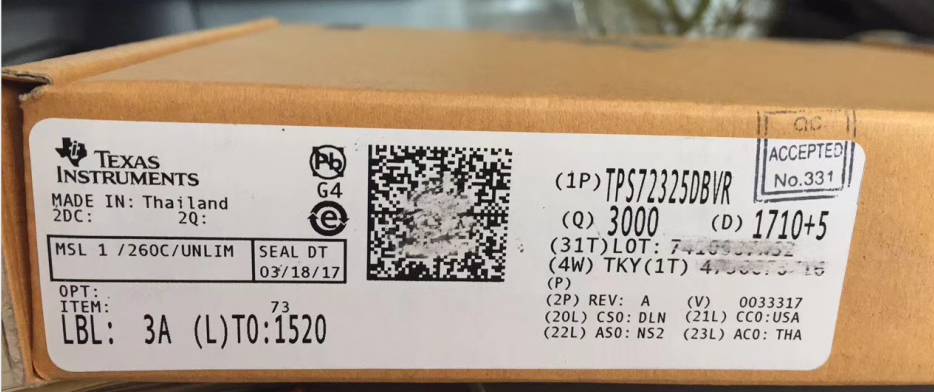 TEXAS
INSTRUMENTS
MADE IN: Thailand
2DC: 2Q:
MSL 1 /260C/UNLIM
SEAL DT
03/18/17
OPT:
ITEM: 73
LBL: 3A (L)TO:1520
Pb
G4
e
QC
ACCEPTED
No.331
(1P)TPS72325DBVR
(Q) 3000 (D) 1710+5
(31T)LOT:
(4W) TKY(1T)
(P)
(2P) REV: A (V) 0033317
(20L) CSO: DLN (21L) CCO:USA
(22L) ASO: NS2 (23L) ACO: THA